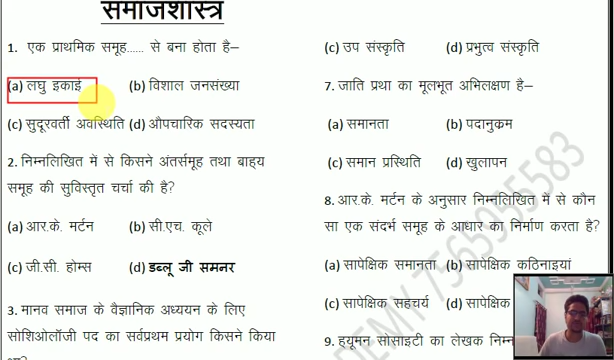 समाजशास्त्र
1. एक प्राथमिक समूह...... से बना होता है–
(a) लघु इकाई (b) विशाल जनसंख्या
(c) सुदूरवर्ती अवस्थिति (d) औपचारिक सदस्यता
2. निम्नलिखित में से किसने अंतर्समूह तथा बाह्य
समूह की सुविस्तृत चर्चा की है?
(a) आर.के. मर्टन (b) सी.एच. कूले
(c) जी.सी. होम्स (d) डब्लू जी समनर
3. मानव समाज के वैज्ञानिक अध्ययन के लिए
सोशिओलॉजी पद का सर्वप्रथम प्रयोग किसने किया
(c) उप संस्कृति (d) प्रभुत्व संस्कृति
7. जाति प्रथा का मूलभूत अभिलक्षण है–
(a) समानता (b) पदानुक्रम
(c) समान प्रस्थिति (d) खुलापन
8. आर.के. मर्टन के अनुसार निम्नलिखित में से कौन
सा एक संदर्भ समूह के आधार का निर्माण करता है?
(a) सापेक्षिक समानता (b) सापेक्षिक कठिनाइयां
(c) सापेक्षिक सहचर्य (d) सापेक्षिक
9. हयूमन सोसाइटी का लेखक
DEMY 7565955583